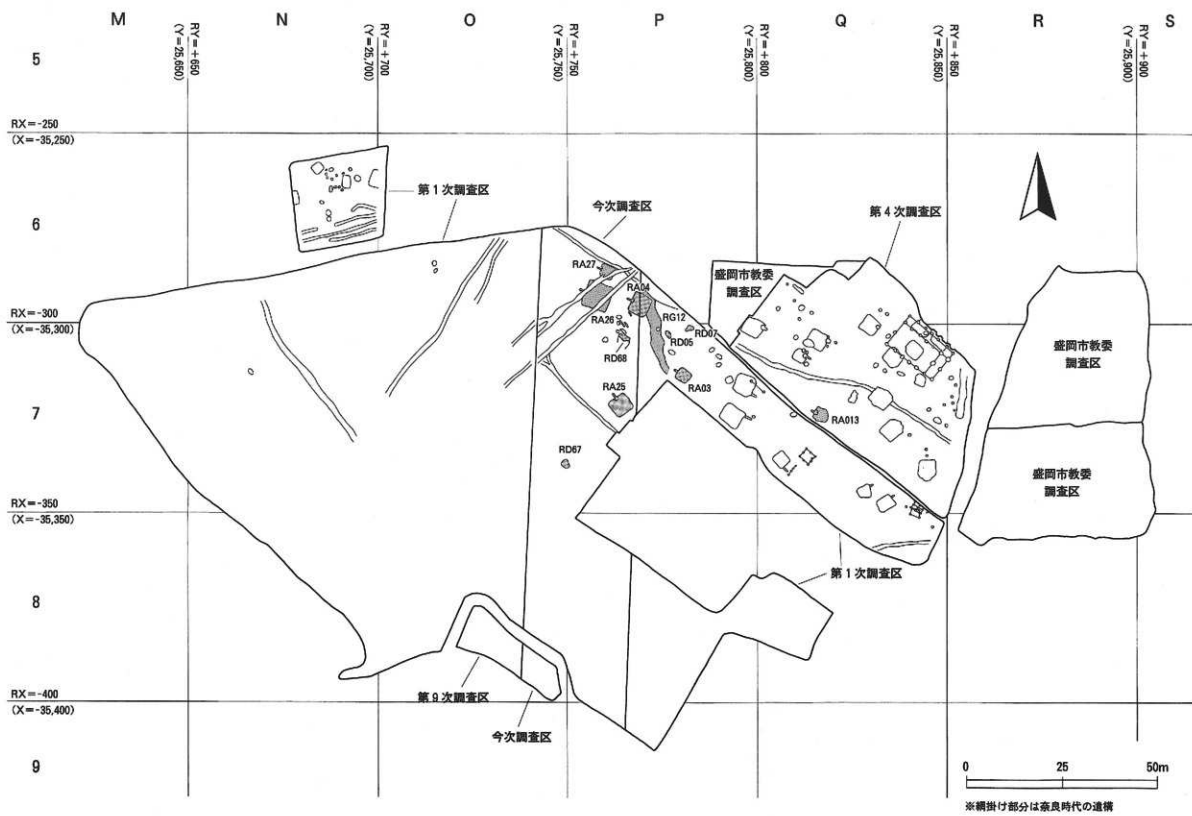 M N O P Q R S
RY=+650
(Y=25,650)
RY=+700
(Y=25,700)
RY=+750
(Y=25,750)
RY=+800
(Y=25,800)
RY=+850
(Y=25,850)
RY=+900
(Y=25,900)
5
RX=-250
(X=-35,250)
第1次調査区
6
今次調査区
第4次調査区
RA27
盛岡市教委
調査区
RA04
RX=-300
(X=-35,300)
RA26
RG12
RD07
RD05
RD68
盛岡市教委
調査区
RA25
RA03
7
RA013
RD67
盛岡市教委
調査区
RX=-350
(X=-35,350)
第1次調査区
8
第9次調査区
RX=-400
(X=-35,400)
今次調査区
9
0 25 50m
※網掛け部分は奈良時代の遺構